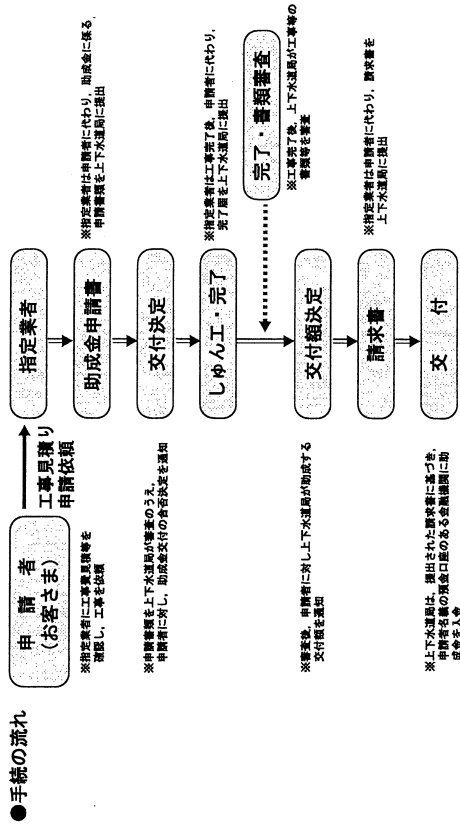 ●手続の流れ
申　請　者
(お客さま)
工事見積り
申請依頼
指定業者
※指定業者に工事費見積等を
確認し，工事を依頼
助成金申請書
※指定業者は申請者に代わり，助成金に係る
申請書類を上下水道局に提出
交付決定
※申請書類を上下水道局が審査のうえ，
申請者に対し，助成金交付の合否決定を通知
しゅん工・完了
※指定業者は工事完了後，申請者に代わり，
完了届を上下水道局に提出
完了・書類審査
※工事完了後，上下水道局が工事等の
書類等を審査
交付額決定
※審査後，申請者に対し上下水道局が助成する
交付額を通知
請求書
※指定業者は申請者に代わり，請求書を
上下水道局に提出
交　付
※上下水道局は，提出された請求書に基づき，
申請者名義の預金口座のある金融機関に助
成金を入金